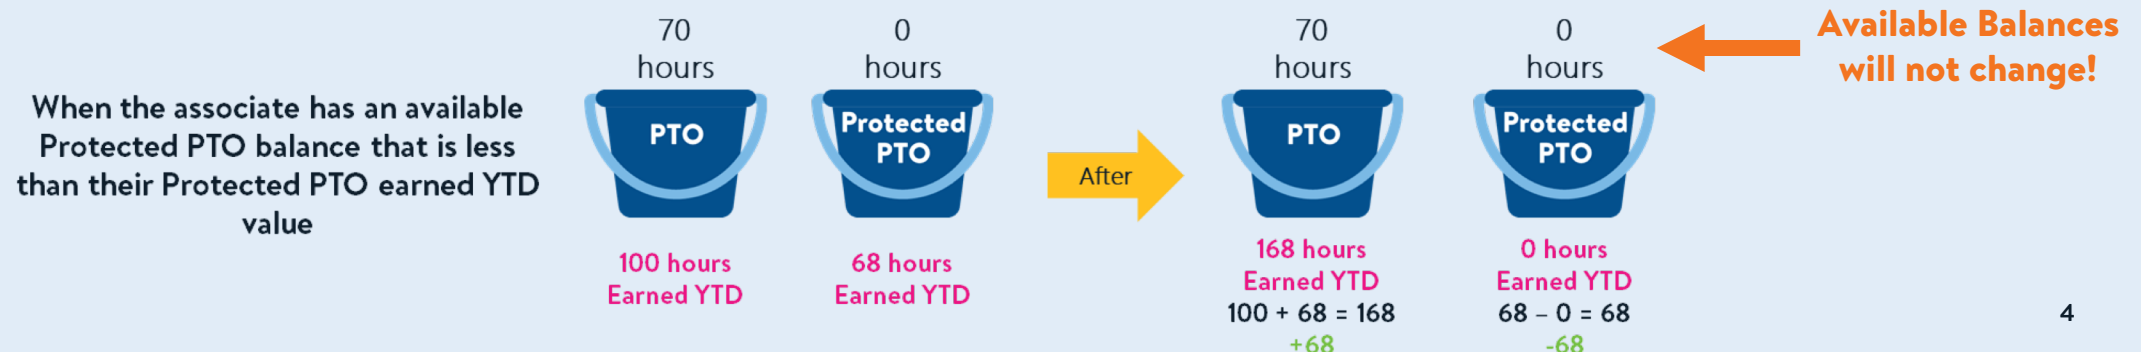 When the associate has an available
Protected PTO balance that is less
than their Protected PTO earned YTD
value
70
hours
PTO
100 hours
Earned YTD
0
hours
Protected
PTO
68 hours
Earned YTD
After
70
hours
PTO
168 hours
Earned YTD
100 + 68 = 168
+68
0
hours
Protected
PTO
0 hours
Earned YTD
68 – 0 = 68
-68
Available Balances
will not change!
4